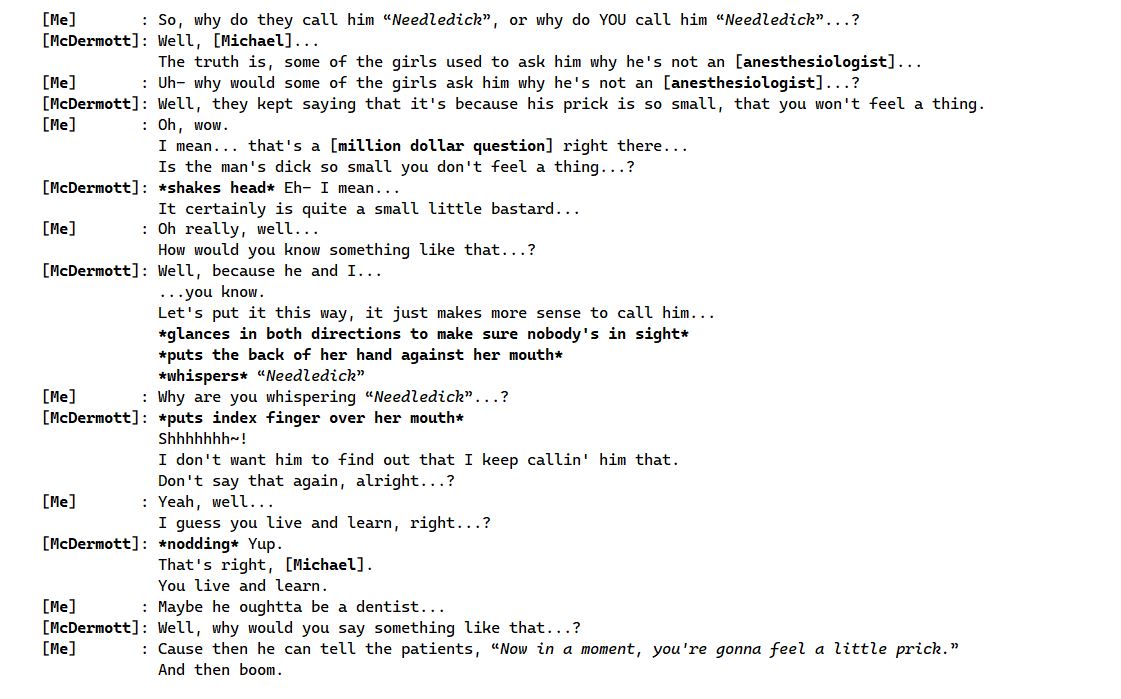 [Me]       : So, why do they call him “Needledick”, or why do YOU call him “Needledick”...?
[McDermott]: Well, [Michael]...
             The truth is, some of the girls used to ask him why he's not an [anesthesiologist]...
[Me]       : Uh– why would some of the girls ask him why he's not an [anesthesiologist]...?
[McDermott]: Well, they kept saying that it's because his prick is so small, that you won't feel a thing.
[Me]       : Oh, wow.
             I mean... that's a [million dollar question] right there...
             Is the man's dick so small you don't feel a thing...?
[McDermott]: *shakes head* Eh– I mean...
             It certainly is quite a small little bastard...
[Me]       : Oh really, well...
             How would you know something like that...?
[McDermott]: Well, because he and I...
             ...you know.
             Let's put it this way, it just makes more sense to call him...
             *glances in both directions to make sure nobody's in sight*
             *puts the back of her hand against her mouth*
             *whispers* “Needledick”
[Me]       : Why are you whispering “Needledick”...?
[McDermott]: *puts index finger over her mouth*
             Shhhhhhh~!
             I don't want him to find out that I keep callin' him that.
             Don't say that again, alright...?
[Me]       : Yeah, well...
             I guess you live and learn, right...?
[McDermott]: *nodding* Yup.
             That's right, [Michael].
             You live and learn.
[Me]       : Maybe he oughtta be a dentist...
[McDermott]: Well, why would you say something like that...?
[Me]       : Cause then he can tell the patients, “Now in a moment, you're gonna feel a little prick.”
             And then boom.